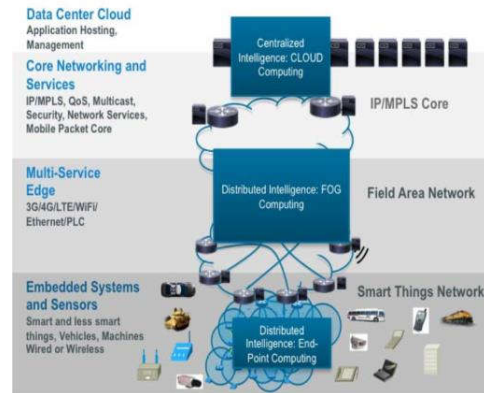 Data Center Cloud
Application Hosting,
Management
Centralized
Intelligence: CLOUD
Computing
Core Networking and
Services
IP/MPLS, QoS, Multicast,
Security, Network Services,
Mobile Packet Core
IP/MPLS Core
Multi-Service
Edge
3G/4G/LTE/WiFi/
Ethernet/PLC
Distributed Intelligence: FOG
Computing
Field Area Network
Embedded Systems
and Sensors
Smart and less smart
things, Vehicles, Machines
Wired or Wireless
Smart Things Network
Distributed
Intelligence: End-
Point Computing